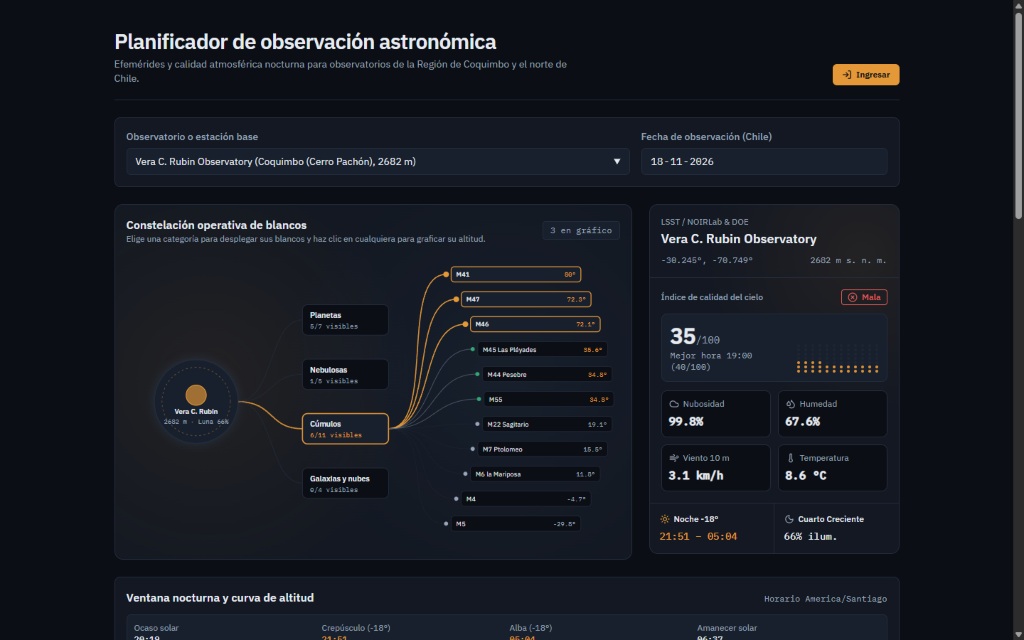 Planificador de observación astronómica
Efemérides y calidad atmosférica nocturna para observatorios de la Región de Coquimbo y el norte de
Chile.
Ingresar
Observatorio o estación base
Vera C. Rubin Observatory (Coquimbo (Cerro Pachón), 2682 m)
Fecha de observación (Chile)
18-11-2026
Constelación operativa de blancos
Elige una categoría para desplegar sus blancos y haz clic en cualquiera para graficar su altitud.
3 en gráfico
Vera C. Rubin
2682 m · Luna 66%
Planetas
5/7 visibles
Nebulosas
1/5 visibles
Cúmulos
6/11 visibles
Galaxias y nubes
0/4 visibles
M41 80°
M47 72.3°
M46 72.1°
M45 Las Pléyades 35.6°
M44 Pesebre 34.8°
M55 34.8°
M22 Sagitario 19.1°
M7 Ptolomeo 15.5°
M6 la Mariposa 11.8°
M4 -4.7°
M5 -29.8°
LSST / NOIRLab & DOE
Vera C. Rubin Observatory
-30.245°, -70.749°
2682 m s. n. m.
Índice de calidad del cielo
Mala
35/100
Mejor hora 19:00
(40/100)
Nubosidad
99.8%
Humedad
67.6%
Viento 10 m
3.1 km/h
Temperatura
8.6 °C
Noche -18°
21:51 – 05:04
Cuarto Creciente
66% ilum.
Ventana nocturna y curva de altitud
Horario America/Santiago
Ocaso solar
20:19
Crepúsculo (-18°)
21:51
Alba (-18°)
05:04
Amanecer solar
06:37